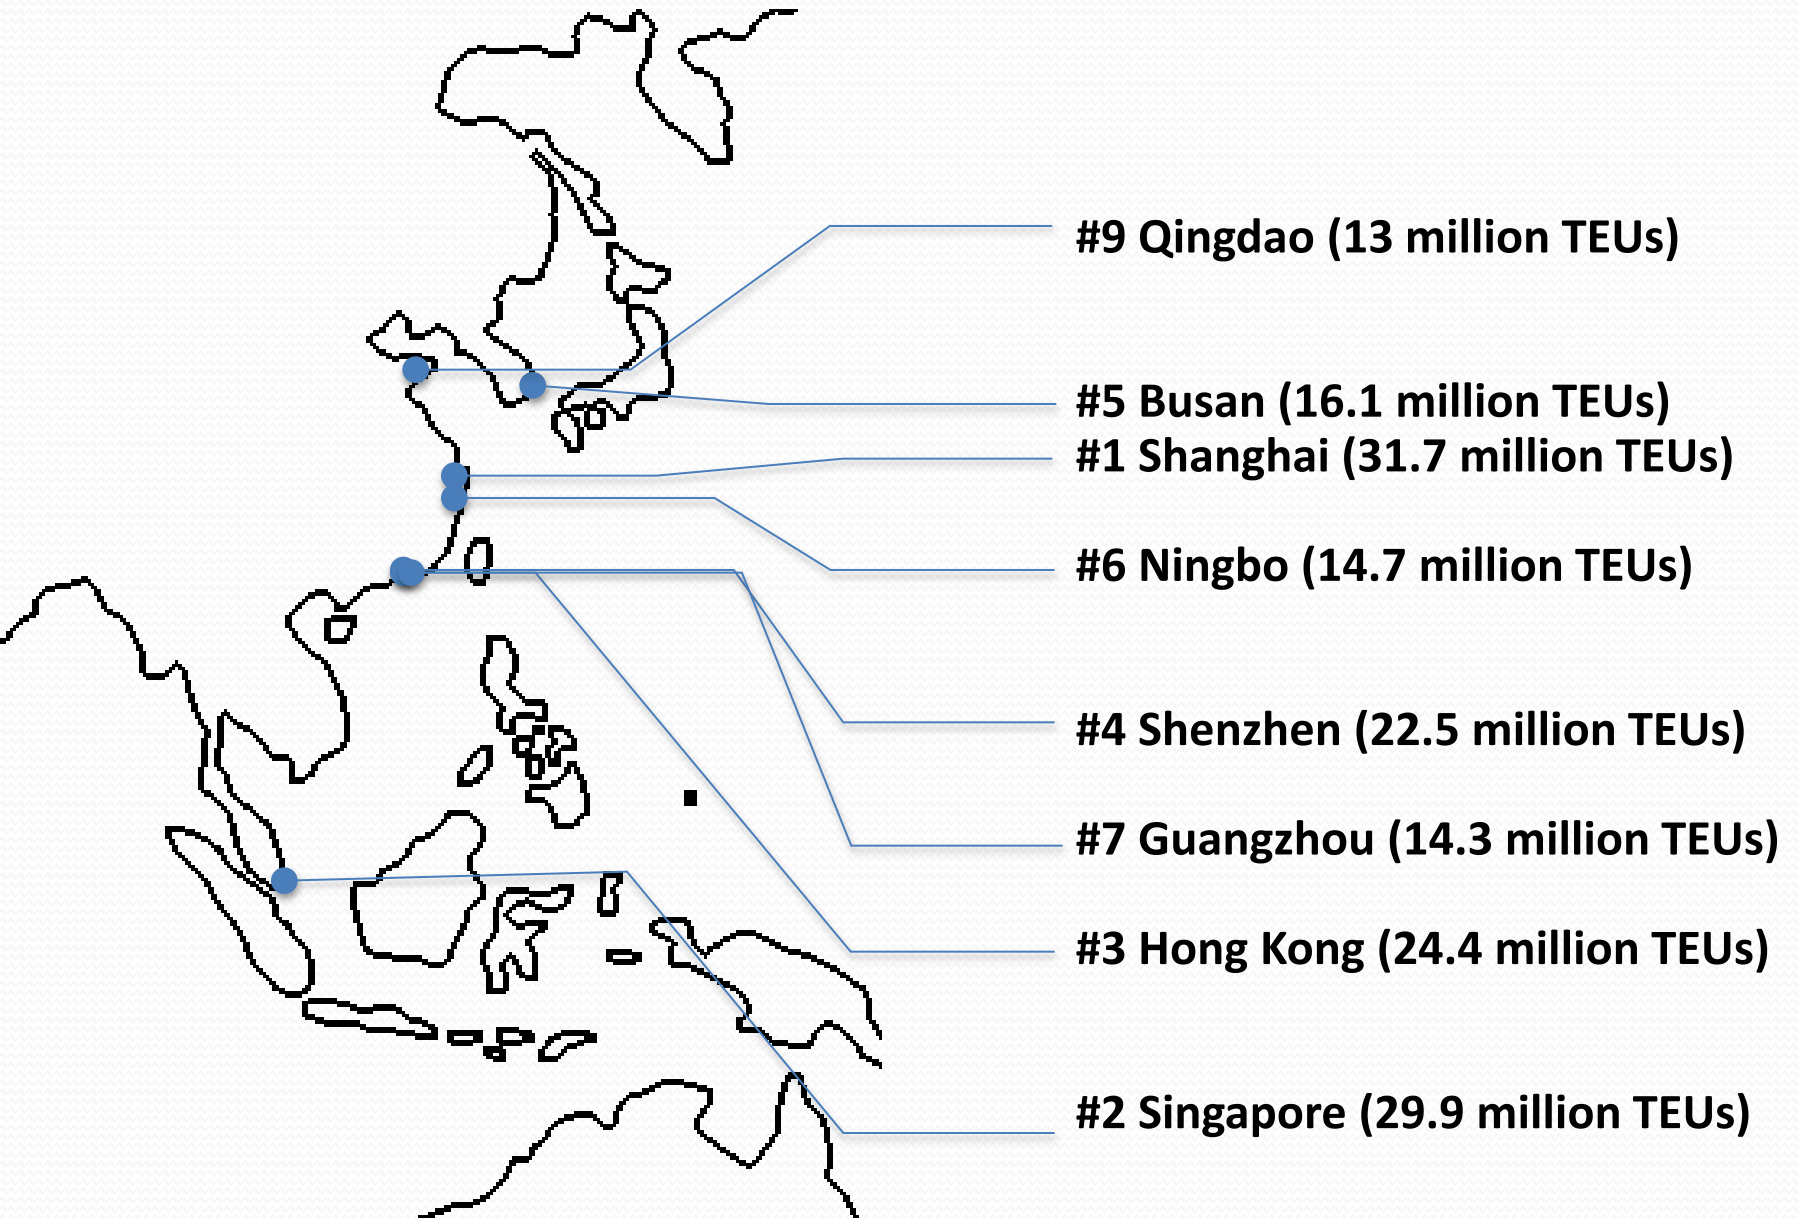 #9 Qingdao (13 million TEUs)
#5 Busan (16.1 million TEUs)
#1 Shanghai (31.7 million TEUs)
#6 Ningbo (14.7 million TEUs)
#4 Shenzhen (22.5 million TEUs)
#7 Guangzhou (14.3 million TEUs)
#3 Hong Kong (24.4 million TEUs)
#2 Singapore (29.9 million TEUs)